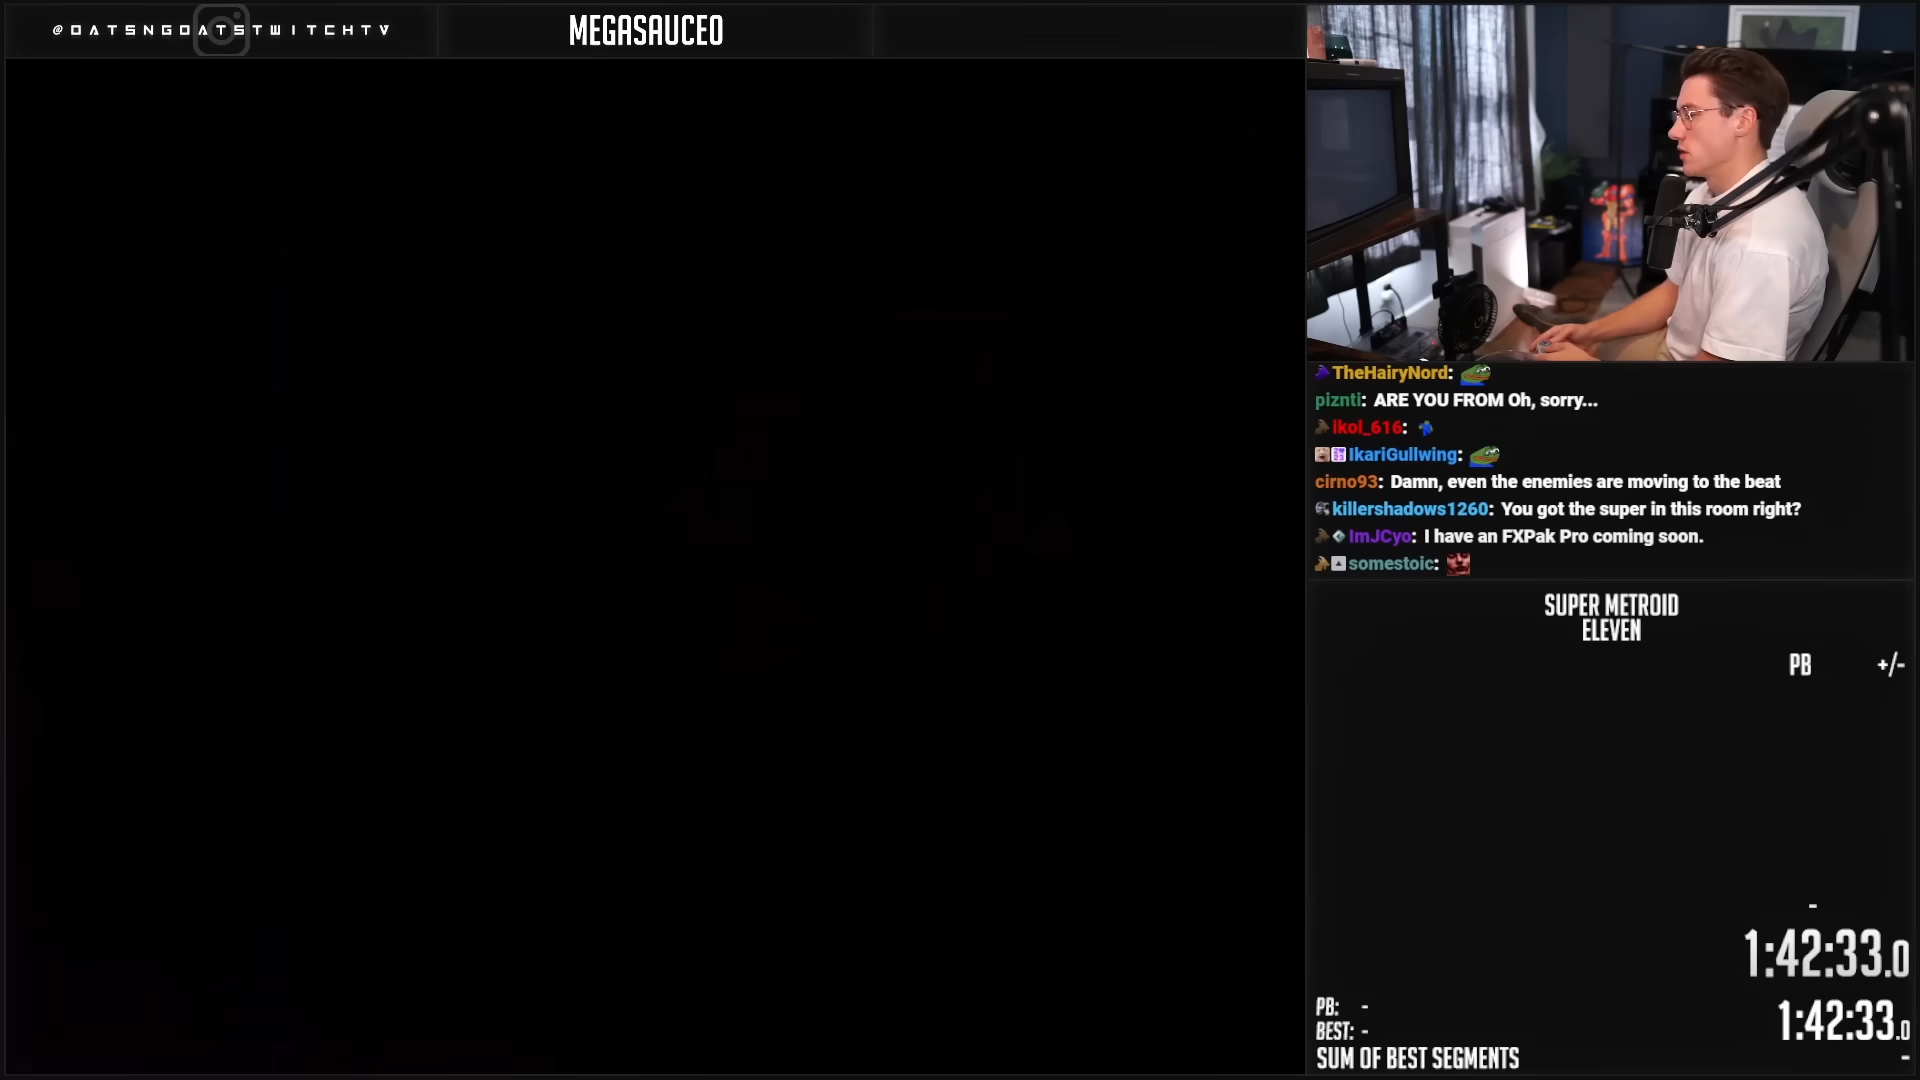 @OATSNGOATSTWITCHTV
MEGASAUCEO
TheHairyNord:
piznti: ARE YOU FROM Oh, sorry...
ikol_616:
IkariGullwing:
cirno93: Damn, even the enemies are moving to the beat
killershadows1260: You got the super in this room right?
ImJCyo: I have an FXPak Pro coming soon.
somestoic:
SUPER METROID
ELEVEN
PB +/-
-
1:42:33.0
PB: -
1:42:33.0
BEST: -
SUM OF BEST SEGMENTS -